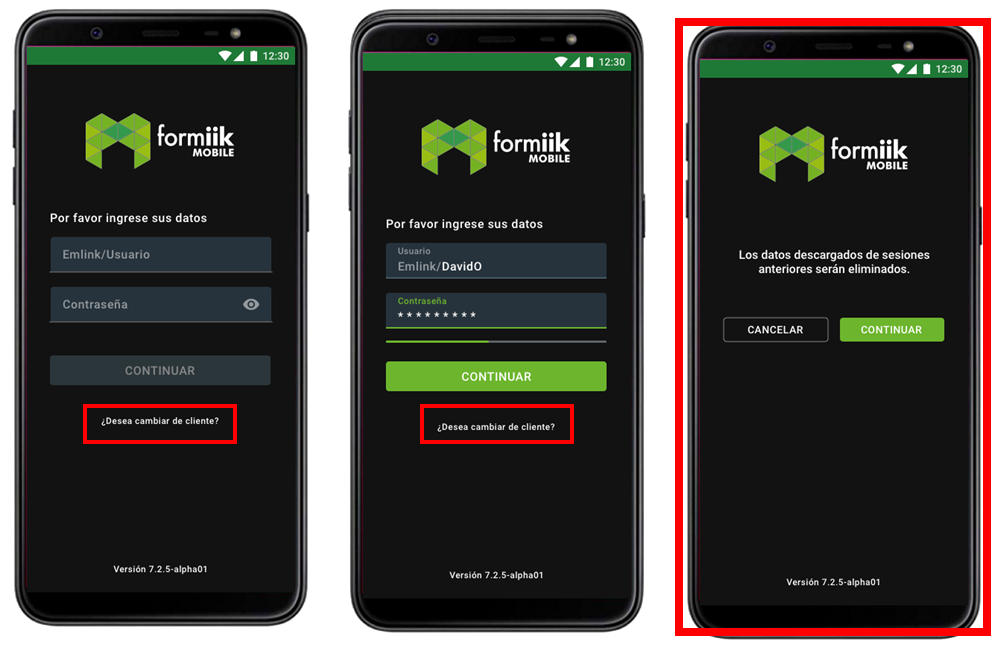 12:30
formiik
MOBILE
Por favor ingrese sus datos
Emlink/Usuario
Contraseña
CONTINUAR
¿Desea cambiar de cliente?
Versión 7.2.5-alpha01
12:30
formiik
MOBILE
Por favor ingrese sus datos
Usuario
Emlink/DavidO
Contraseña
* * * * * * * * *
CONTINUAR
¿Desea cambiar de cliente?
Versión 7.2.5-alpha01
12:30
formiik
MOBILE
Los datos descargados de sesiones
anteriores serán eliminados.
CANCELAR
CONTINUAR
Versión 7.2.5-alpha01